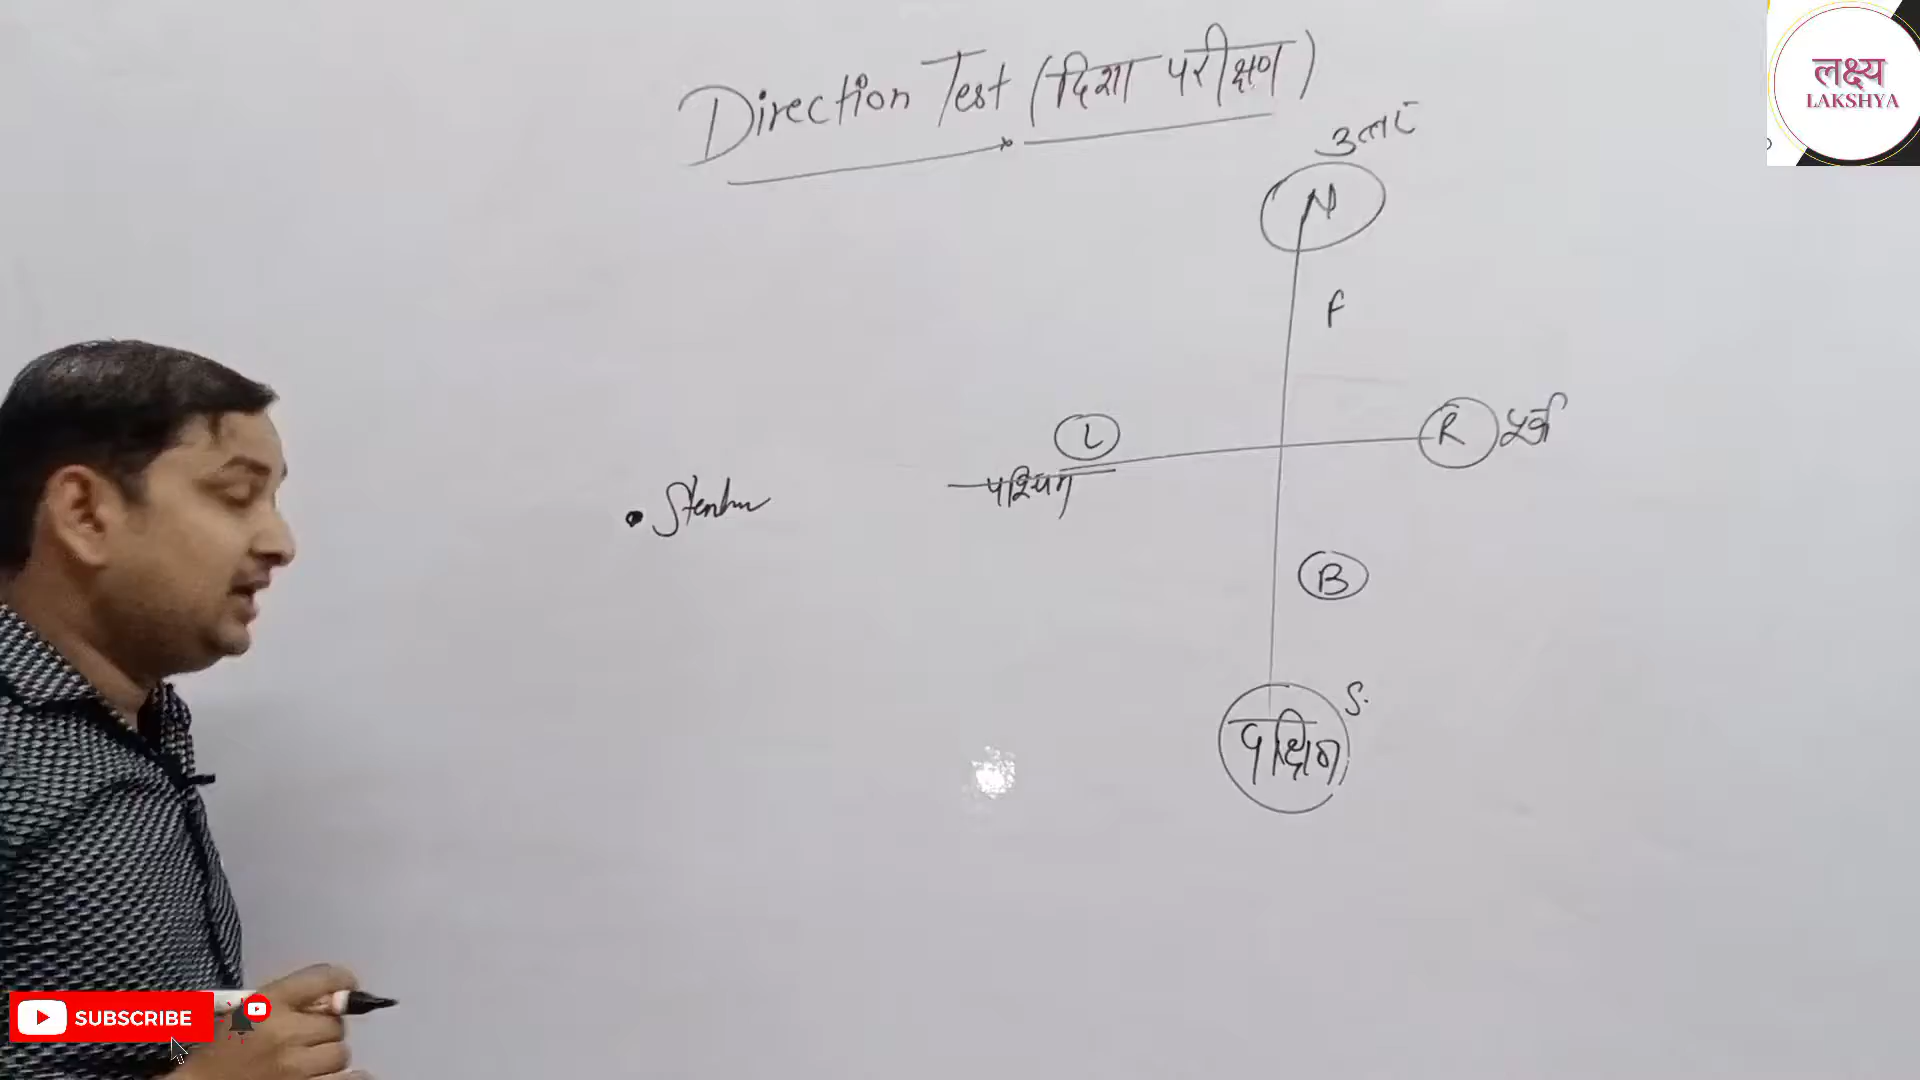 Direction Test (दिशा परीक्षण)
लक्ष्य
LAKSHYA
उत्तर
N
F
L
R
पूर्व
पश्चिम
B
S.
दक्षिण
SUBSCRIBE